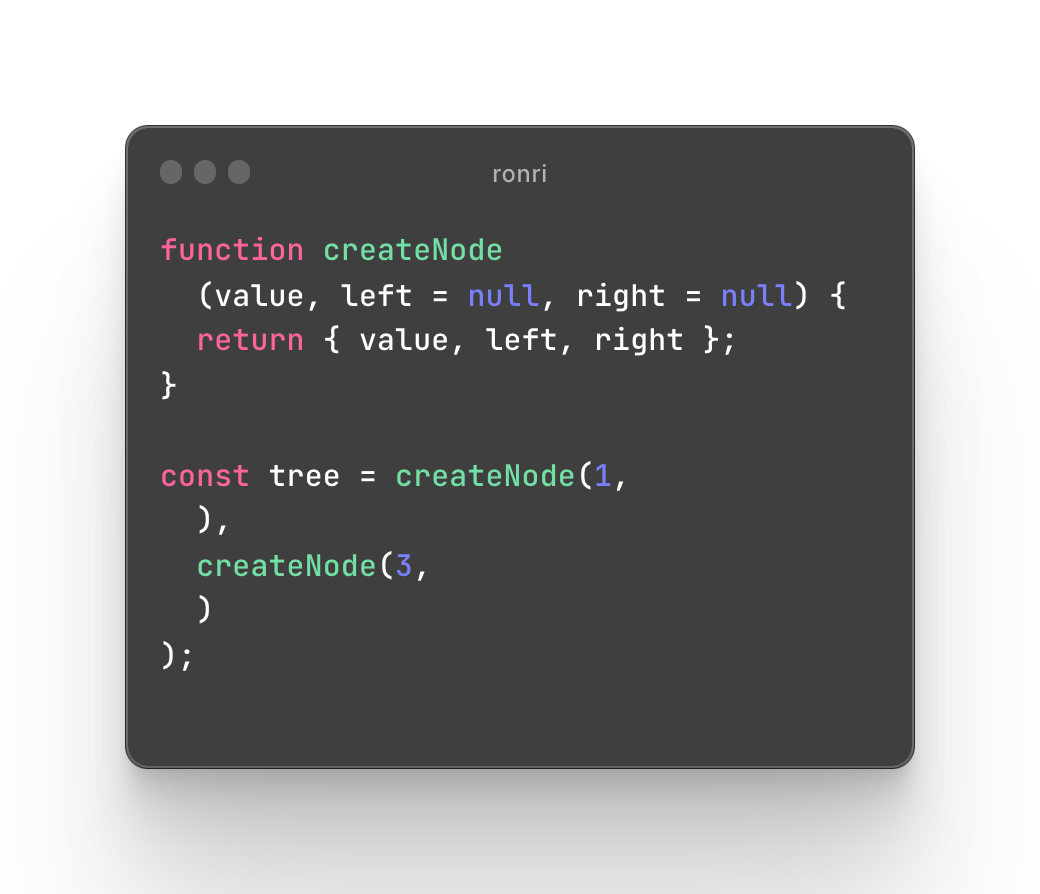 ronri
function createNode
  (value, left = null, right = null) {
  return { value, left, right };
}

const tree = createNode(1,
  ),
  createNode(3,
  )
);